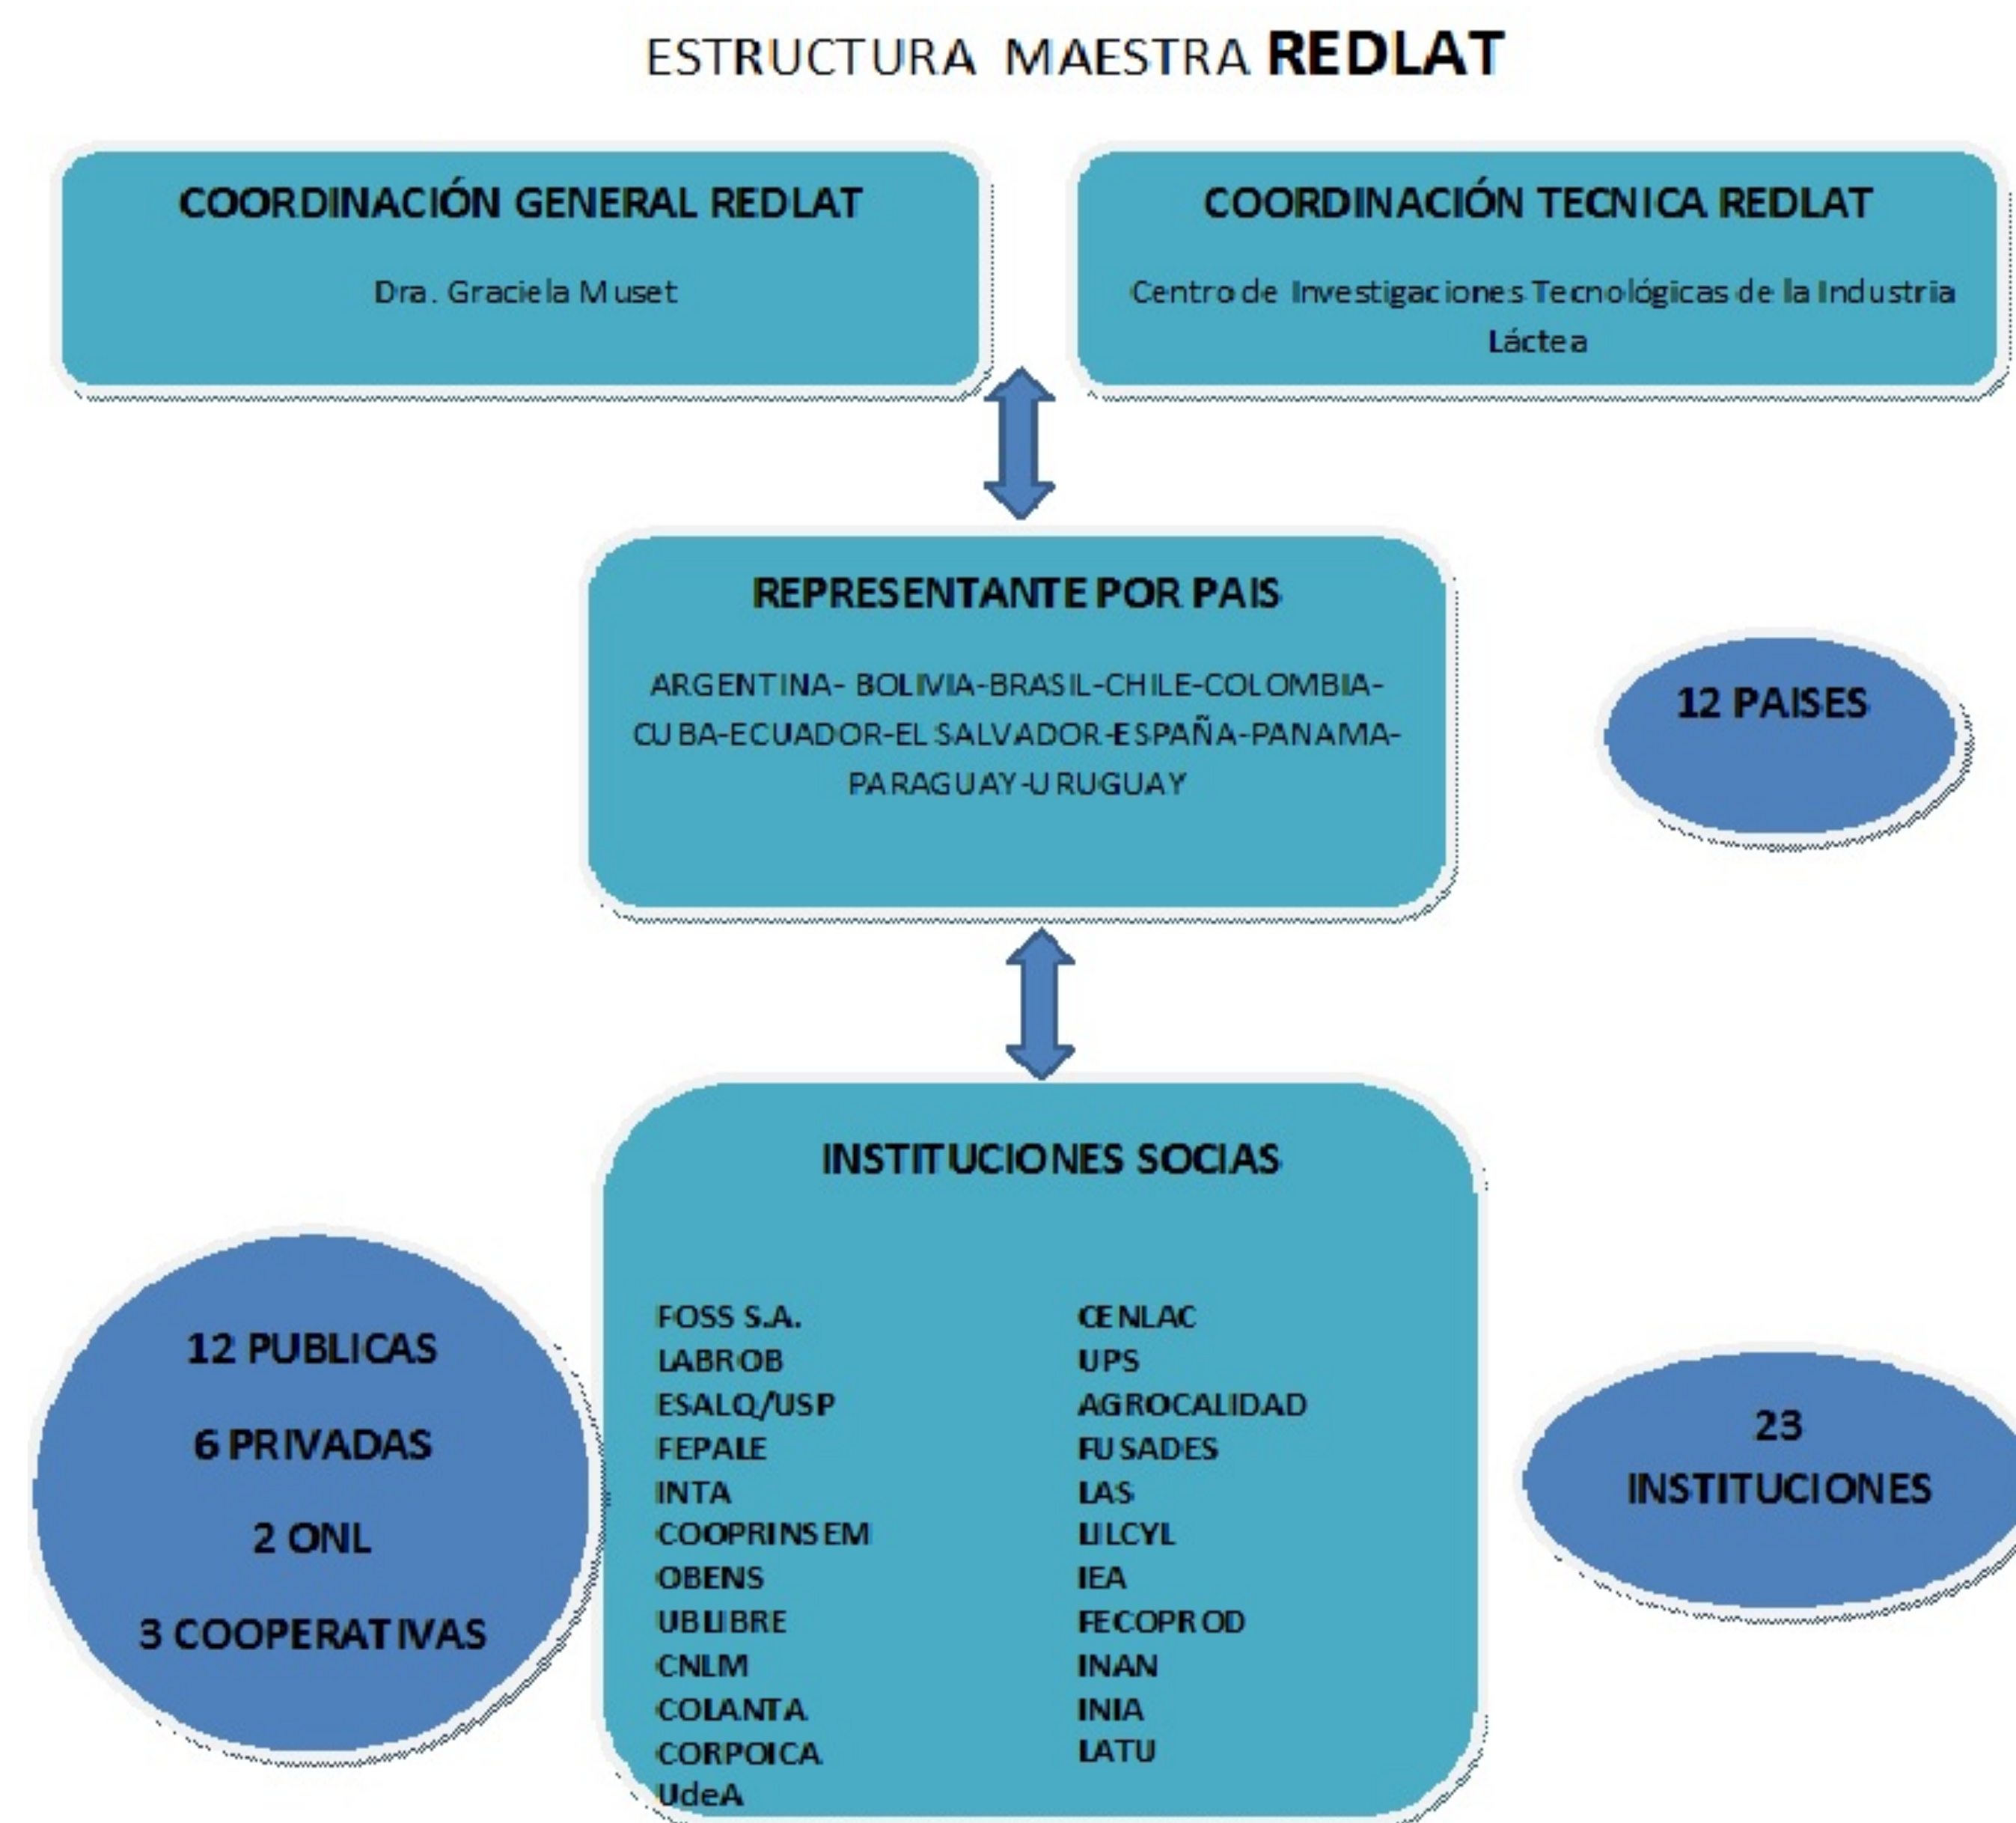 ESTRUCTURA MAESTRA REDLAT
COORDINACIÓN GENERAL REDLAT
Dra. Graciela Muset
COORDINACIÓN TECNICA REDLAT
Centro de Investigaciones Tecnológicas de la Industria
Láctea
REPRESENTANTE POR PAIS
ARGENTINA- BOLIVIA-BRASIL-CHILE-COLOMBIA-
CUBA-ECUADOR-EL SALVADOR-ESPAÑA-PANAMA-
PARAGUAY-URUGUAY
12 PAISES
INSTITUCIONES SOCIAS
12 PUBLICAS
6 PRIVADAS
2 ONL
3 COOPERATIVAS
FOSS S.A.
LABROB
ESALQ/USP
FEPALE
INTA
COOPRINSEM
OBENS
UBLIBRE
CNLM
COLANTA
CORPOICA
UdeA
CENLAC
UPS
AGROCALIDAD
FUSADES
LAS
LILCYL
IEA
FECOPROD
INAN
INIA
LATU
23
INSTITUCIONES